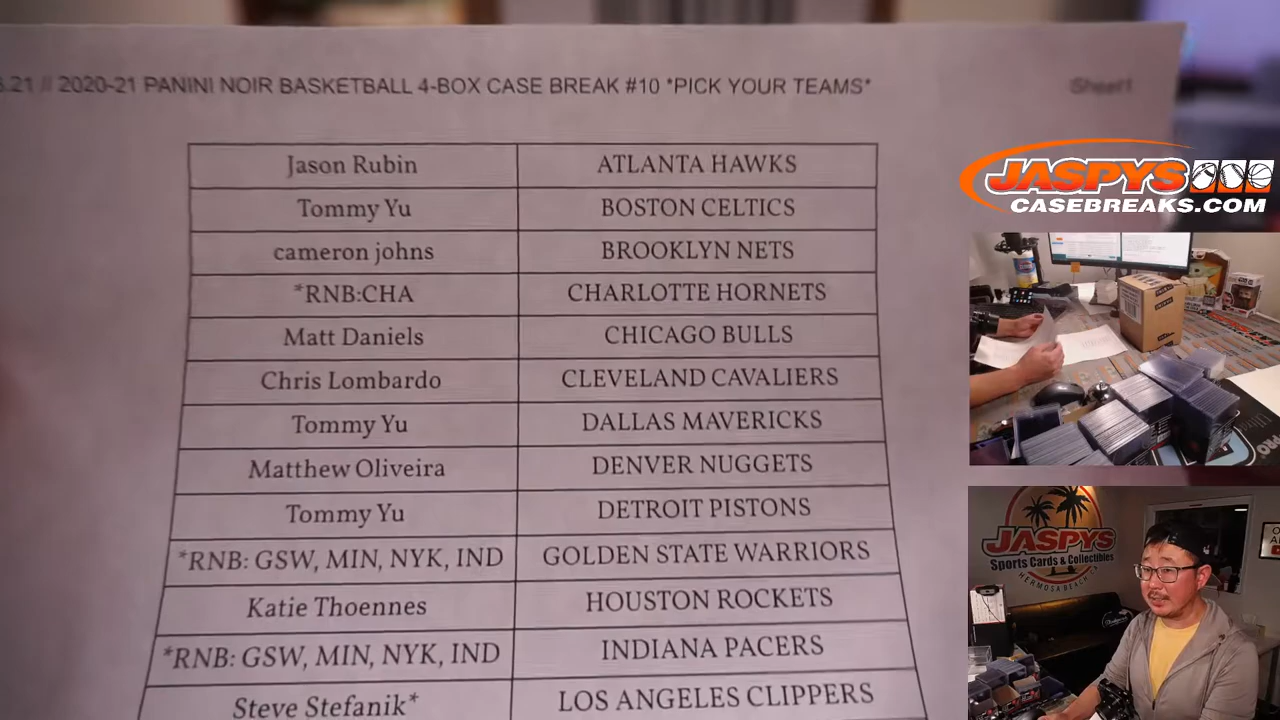 .21 // 2020-21 PANINI NOIR BASKETBALL 4-BOX CASE BREAK #10 *PICK YOUR TEAMS* Sheet1
Jason Rubin ATLANTA HAWKS
Tommy Yu BOSTON CELTICS
cameron johns BROOKLYN NETS
*RNB:CHA CHARLOTTE HORNETS
Matt Daniels CHICAGO BULLS
Chris Lombardo CLEVELAND CAVALIERS
Tommy Yu DALLAS MAVERICKS
Matthew Oliveira DENVER NUGGETS
Tommy Yu DETROIT PISTONS
*RNB: GSW, MIN, NYK, IND GOLDEN STATE WARRIORS
Katie Thoennes HOUSTON ROCKETS
*RNB: GSW, MIN, NYK, IND INDIANA PACERS
Steve Stefanik* LOS ANGELES CLIPPERS
JASPYS
CASEBREAKS.COM
JASPYS
Sports Cards & Collectibles
HERMOSA BEACH, CA